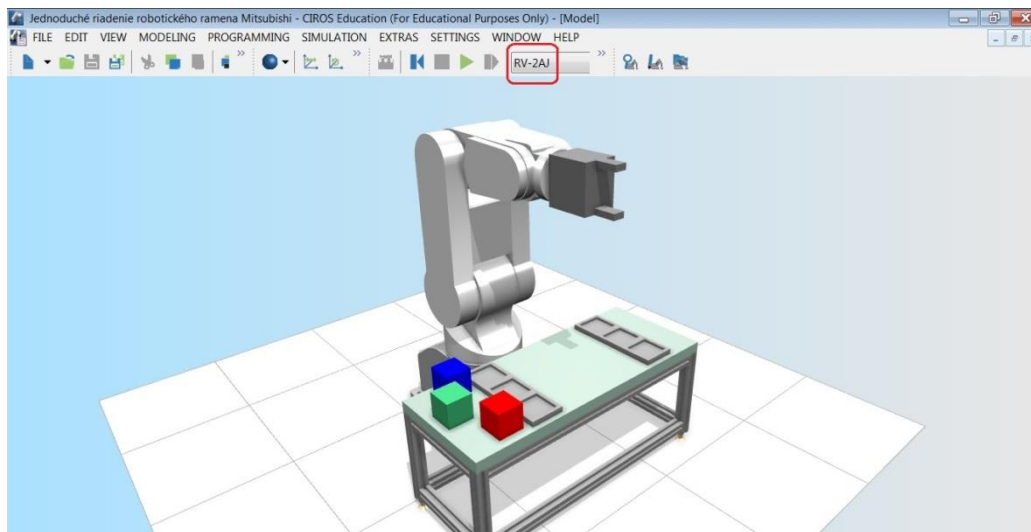 Jednoduché riadenie robotického ramena Mitsubishi - CIROS Education (For Educational Purposes Only) - [Model]
FILE EDIT VIEW MODELING PROGRAMMING SIMULATION EXTRAS SETTINGS WINDOW HELP
RV-2AJ